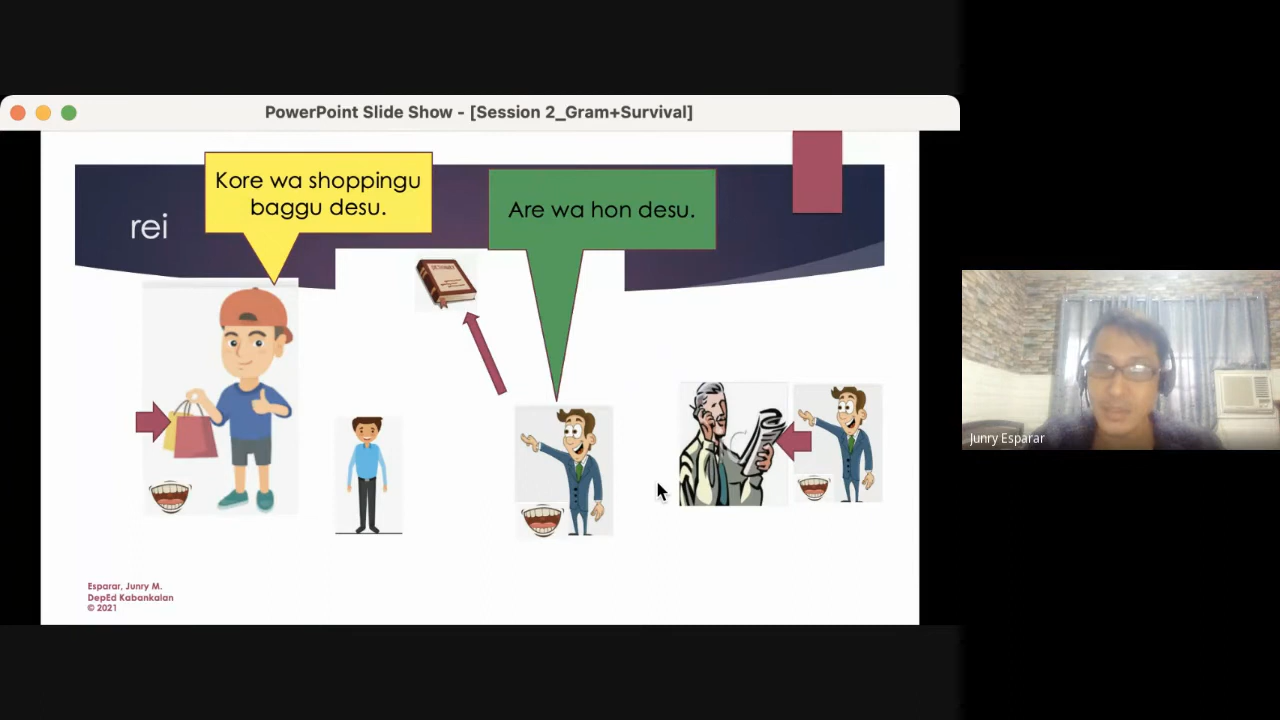 PowerPoint Slide Show - [Session 2_Gram+Survival]
Kore wa shoppingu
baggu desu.
Are wa hon desu.
rei
DICTIONARY
Junry Esparar
Esparar, Junry M.
DepEd Kabankalan
© 2021